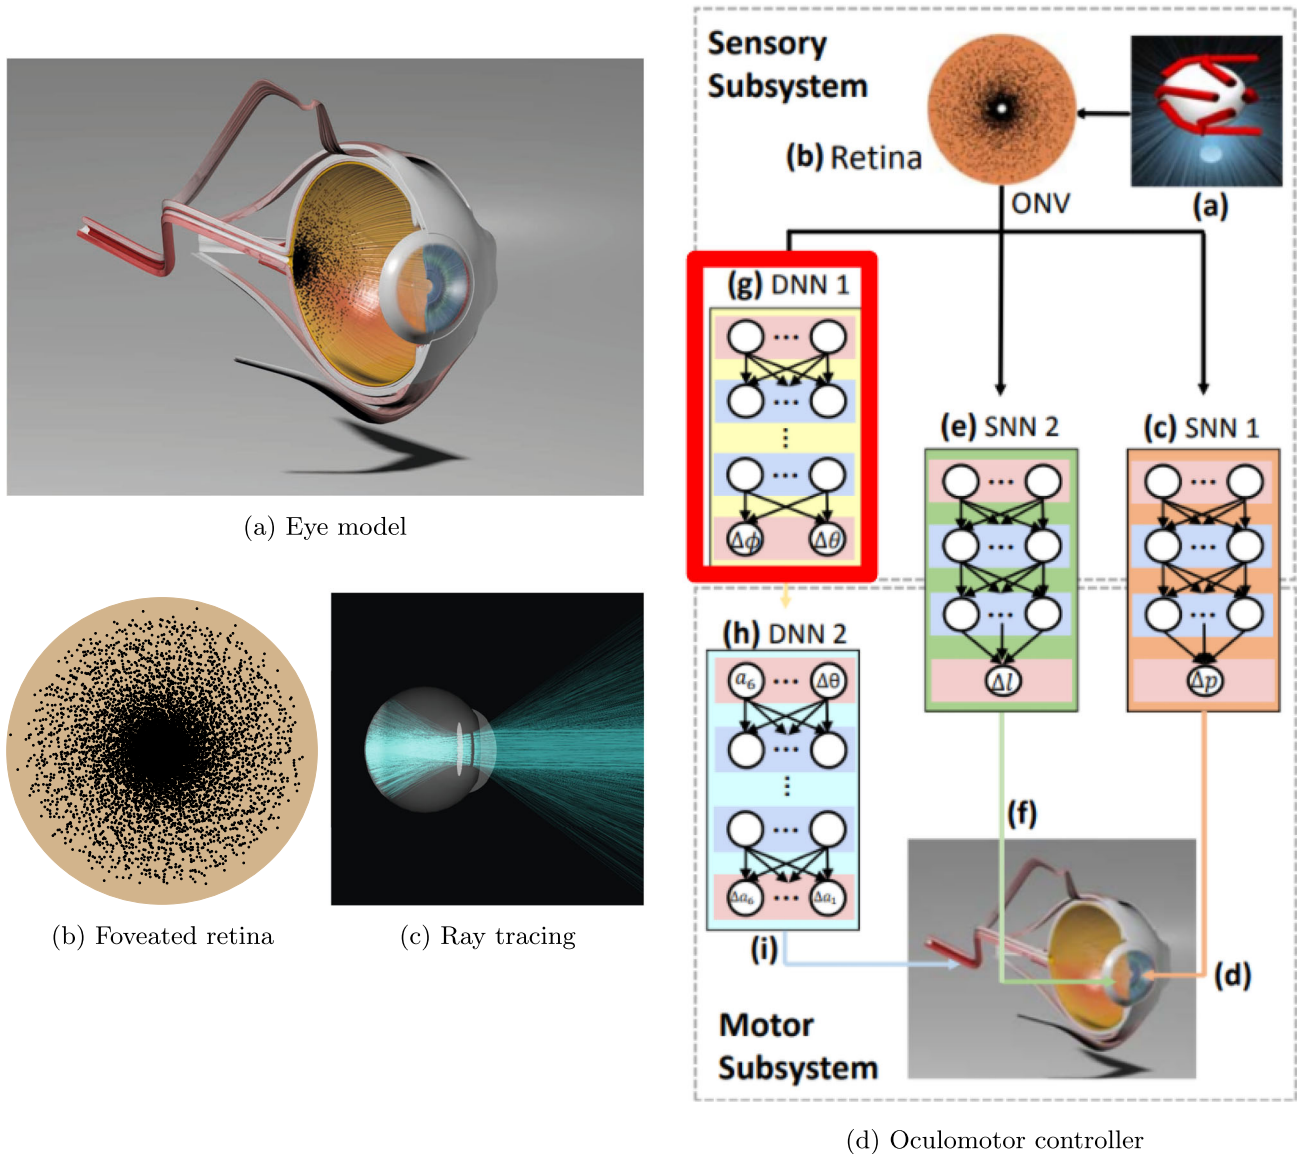 (a) Eye model
(b) Foveated retina
(c) Ray tracing
Sensory
Subsystem
(b) Retina
(a)
ONV
(g) DNN 1
Δϕ
Δθ
(e) SNN 2
Δl
(c) SNN 1
Δp
(h) DNN 2
a₆ ... Δθ
Δa₆ ... Δa₁
(i)
(f)
(d)
Motor
Subsystem
(d) Oculomotor controller